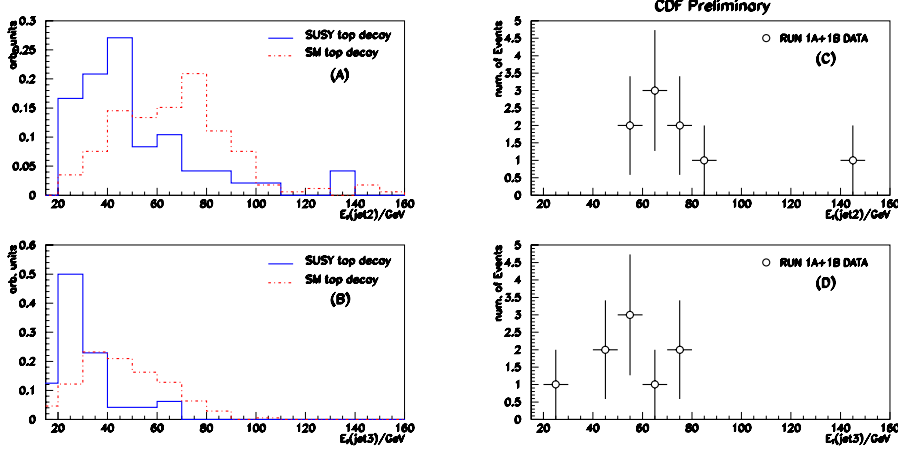 CDF Preliminary
arb. units
0.3
0.25
0.2
0.15
0.1
0.05
0
SUSY top decay
SM top decay
(A)
20 40 60 80 100 120 140 160
Eₜ(jet2)/GeV
num. of Events
5
4.5
4
3.5
3
2.5
2
1.5
1
0.5
0
RUN 1A+1B DATA
(C)
20 40 60 80 100 120 140 160
Eₜ(jet2)/GeV
arb. units
0.6
0.5
0.4
0.3
0.2
0.1
0
SUSY top decay
SM top decay
(B)
20 40 60 80 100 120 140 160
Eₜ(jet3)/GeV
num. of Events
5
4.5
4
3.5
3
2.5
2
1.5
1
0.5
0
RUN 1A+1B DATA
(D)
20 40 60 80 100 120 140 160
Eₜ(jet3)/GeV